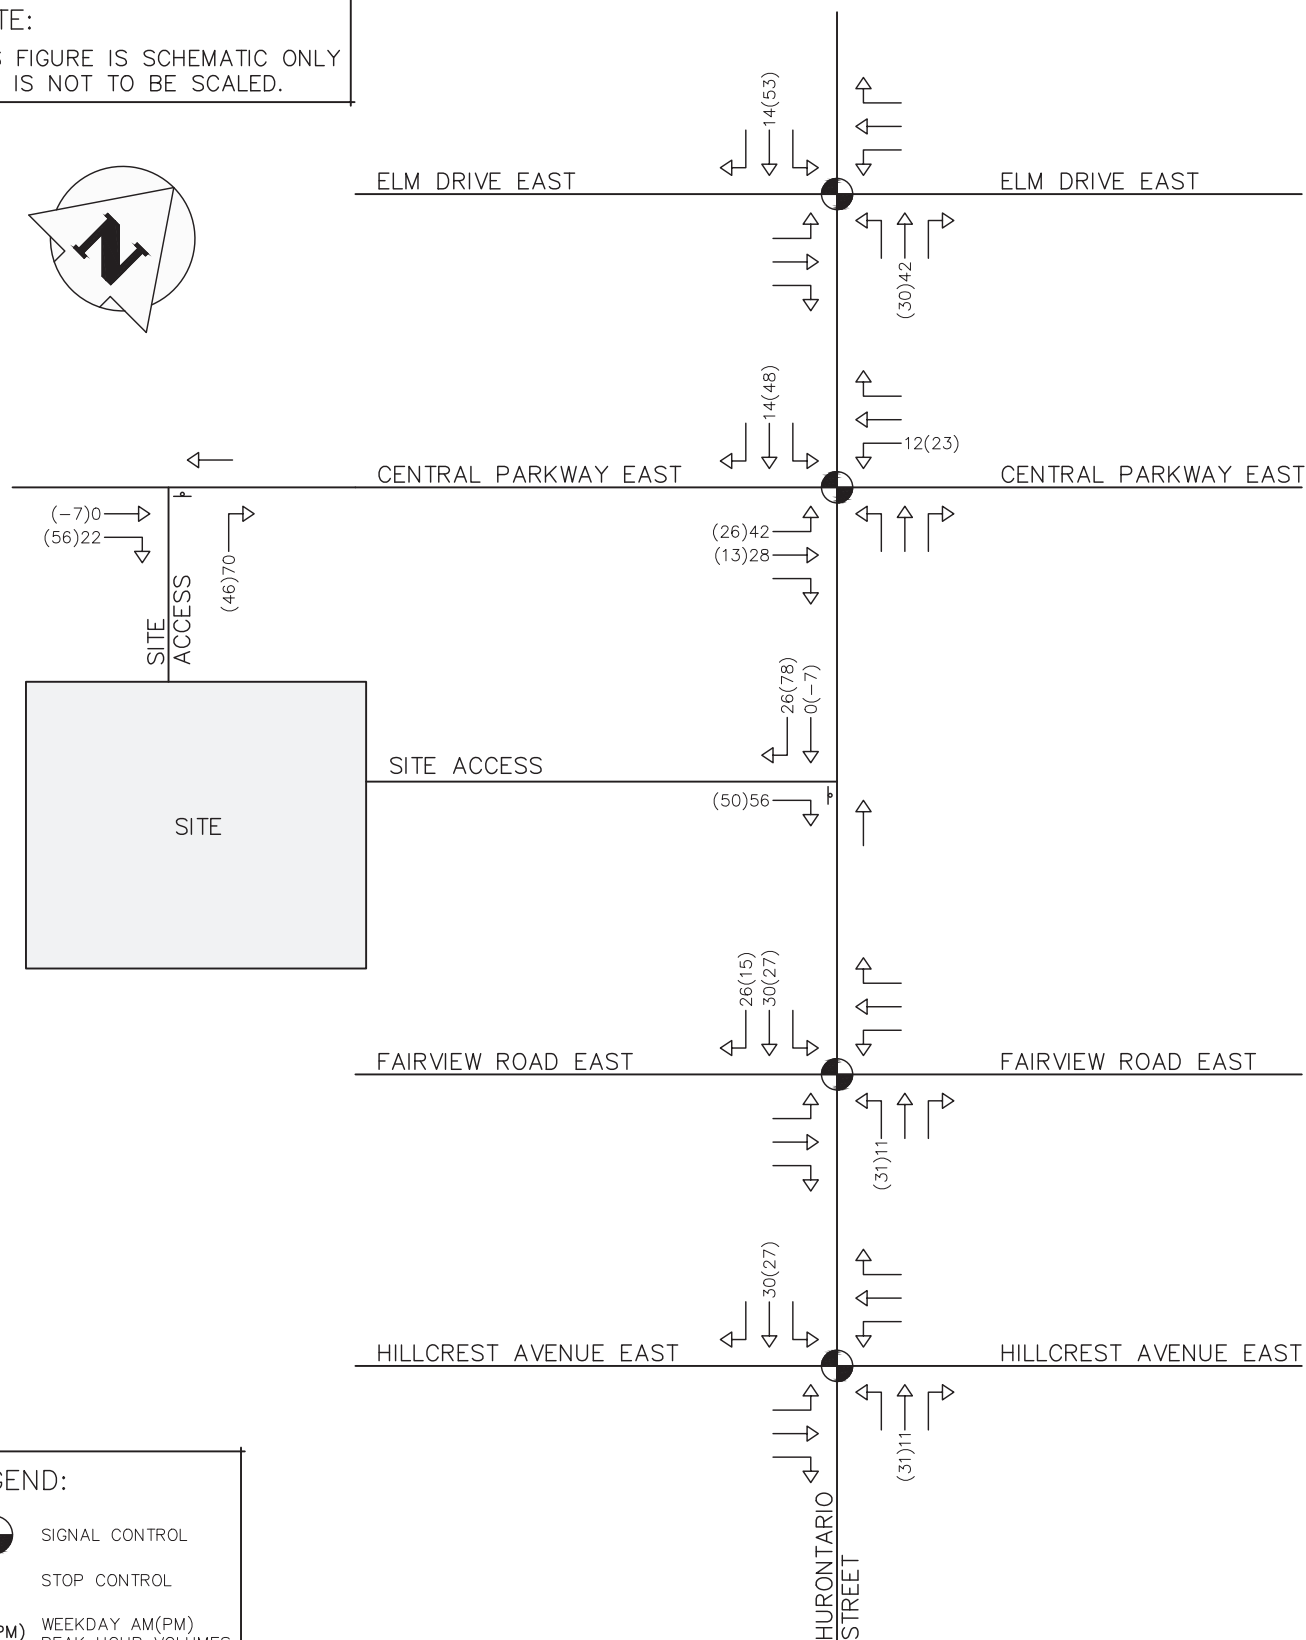 TE:
S FIGURE IS SCHEMATIC ONLY
IS NOT TO BE SCALED.
N
14(53)
ELM DRIVE EAST
ELM DRIVE EAST
(30)42
14(48)
12(23)
CENTRAL PARKWAY EAST
CENTRAL PARKWAY EAST
(-7)0
(56)22
(46)70
(26)42
(13)28
SITE
ACCESS
26(78)
0(-7)
SITE ACCESS
(50)56
SITE
26(15)
30(27)
FAIRVIEW ROAD EAST
FAIRVIEW ROAD EAST
(31)11
30(27)
HILLCREST AVENUE EAST
HILLCREST AVENUE EAST
(31)11
HURONTARIO
STREET
GEND:
SIGNAL CONTROL
STOP CONTROL
PM) WEEKDAY AM(PM)
PEAK HOUR VOLUMES